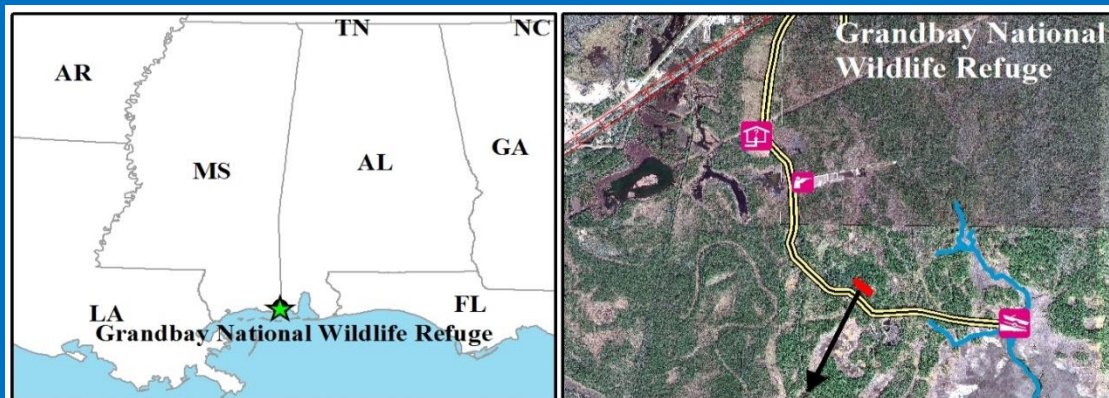 TN
NC
AR
MS
AL
GA
LA
FL
Grandbay National Wildlife Refuge
Grandbay National
Wildlife Refuge